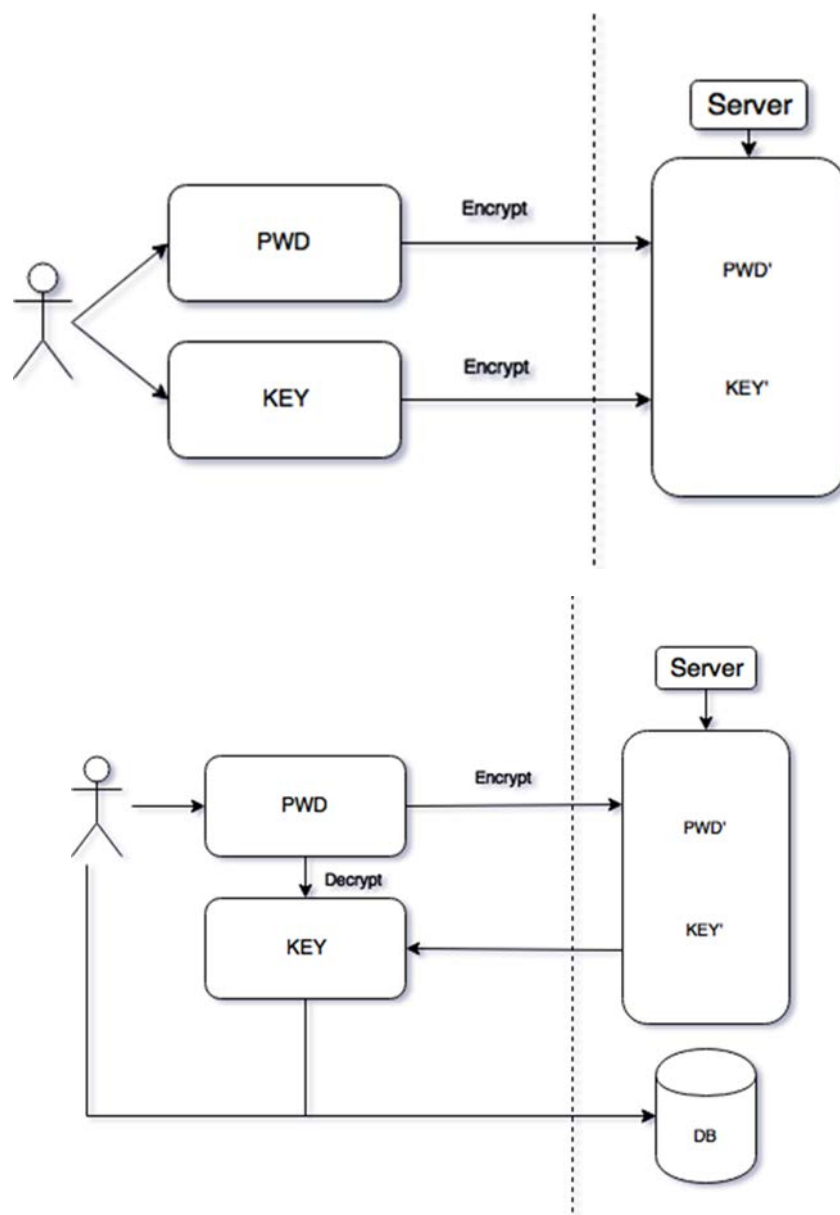 Server
Encrypt
PWD
PWD'
Encrypt
KEY
KEY'
Server
Encrypt
PWD
PWD'
Decrypt
KEY
KEY'
DB